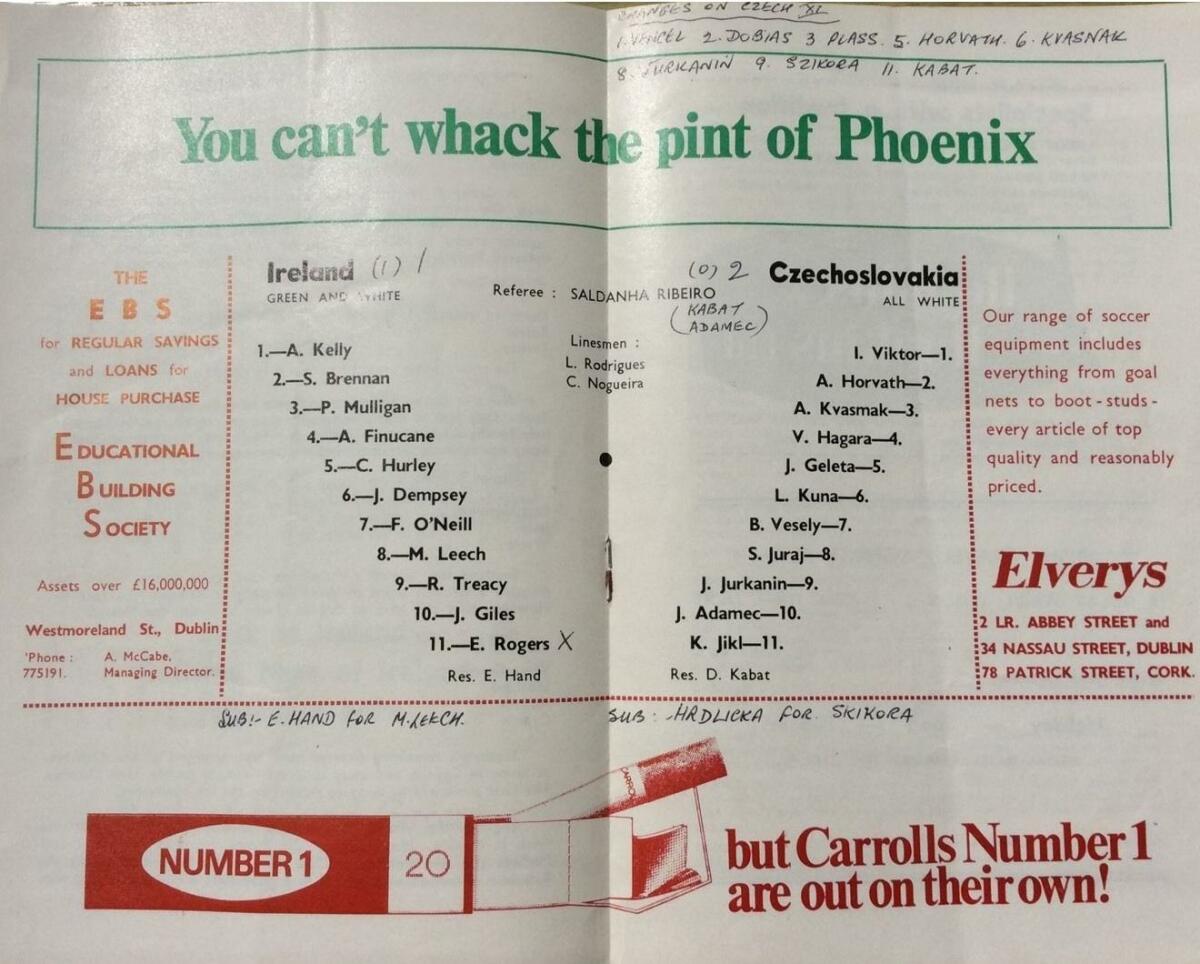 CHANGES ON CZECH XL
1. VENCEL 2. DOBIAS 3 PLASS. 5. HORVATH. 6. KVASNAK
8. JURKANIN 9. SZIKORA 11. KABAT.
You can't whack the pint of Phoenix
THE
E B S
for REGULAR SAVINGS
and LOANS for
HOUSE PURCHASE
EDUCATIONAL
BUILDING
SOCIETY
Assets over £16,000,000
Westmoreland St., Dublin
'Phone : A. McCabe,
775191. Managing Director.
Ireland (1) 1
GREEN AND WHITE
1.—A. Kelly
2.—S. Brennan
3.—P. Mulligan
4.—A. Finucane
5.—C. Hurley
6.—J. Dempsey
7.—F. O'Neill
8.—M. Leech
9.—R. Treacy
10.—J. Giles
11.—E. Rogers X
Res. E. Hand
Referee : SALDANHA RIBEIRO
Linesmen :
L. Rodrigues
C. Nogueira
(0) 2 Czechoslovakia
ALL WHITE
(KABAT
ADAMEC)
I. Viktor—1.
A. Horvath—2.
A. Kvasmak—3.
V. Hagara—4.
J. Geleta—5.
L. Kuna—6.
B. Vesely—7.
S. Juraj—8.
J. Jurkanin—9.
J. Adamec—10.
K. Jikl—11.
Res. D. Kabat
Our range of soccer
equipment includes
everything from goal
nets to boot-studs-
every article of top
quality and reasonably
priced.
Elverys
2 LR. ABBEY STREET and
34 NASSAU STREET, DUBLIN
78 PATRICK STREET, CORK.
SUB:- E. HAND FOR M. LEECH.
SUB: HRDLICKA FOR SKIKORA
NUMBER 1
20
CARROLLS
but Carrolls Number 1
are out on their own!